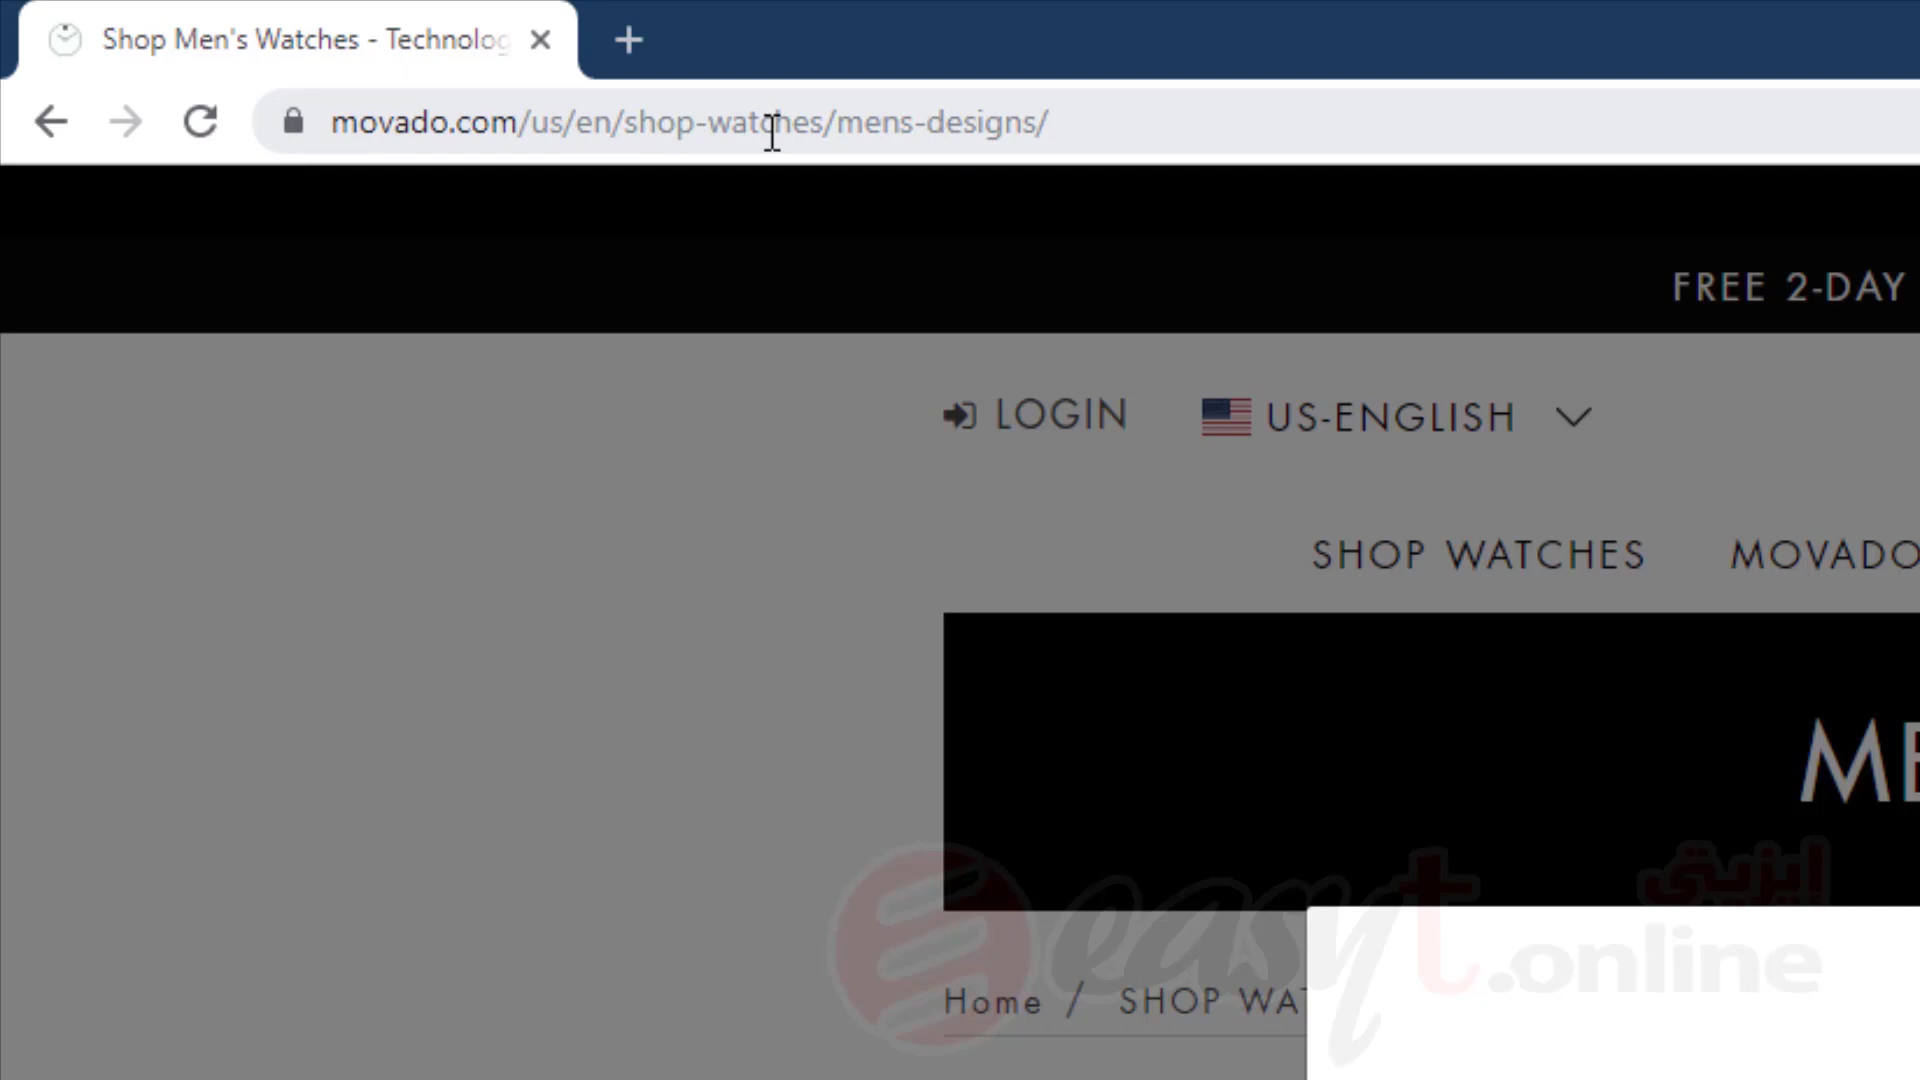 Shop Men's Watches - Technolog
movado.com/us/en/shop-watches/mens-designs/
FREE 2-DAY
LOGIN
US-ENGLISH
SHOP WATCHES
MOVADO
ME
ایزیتی
easyt
.online
Home / SHOP WAT